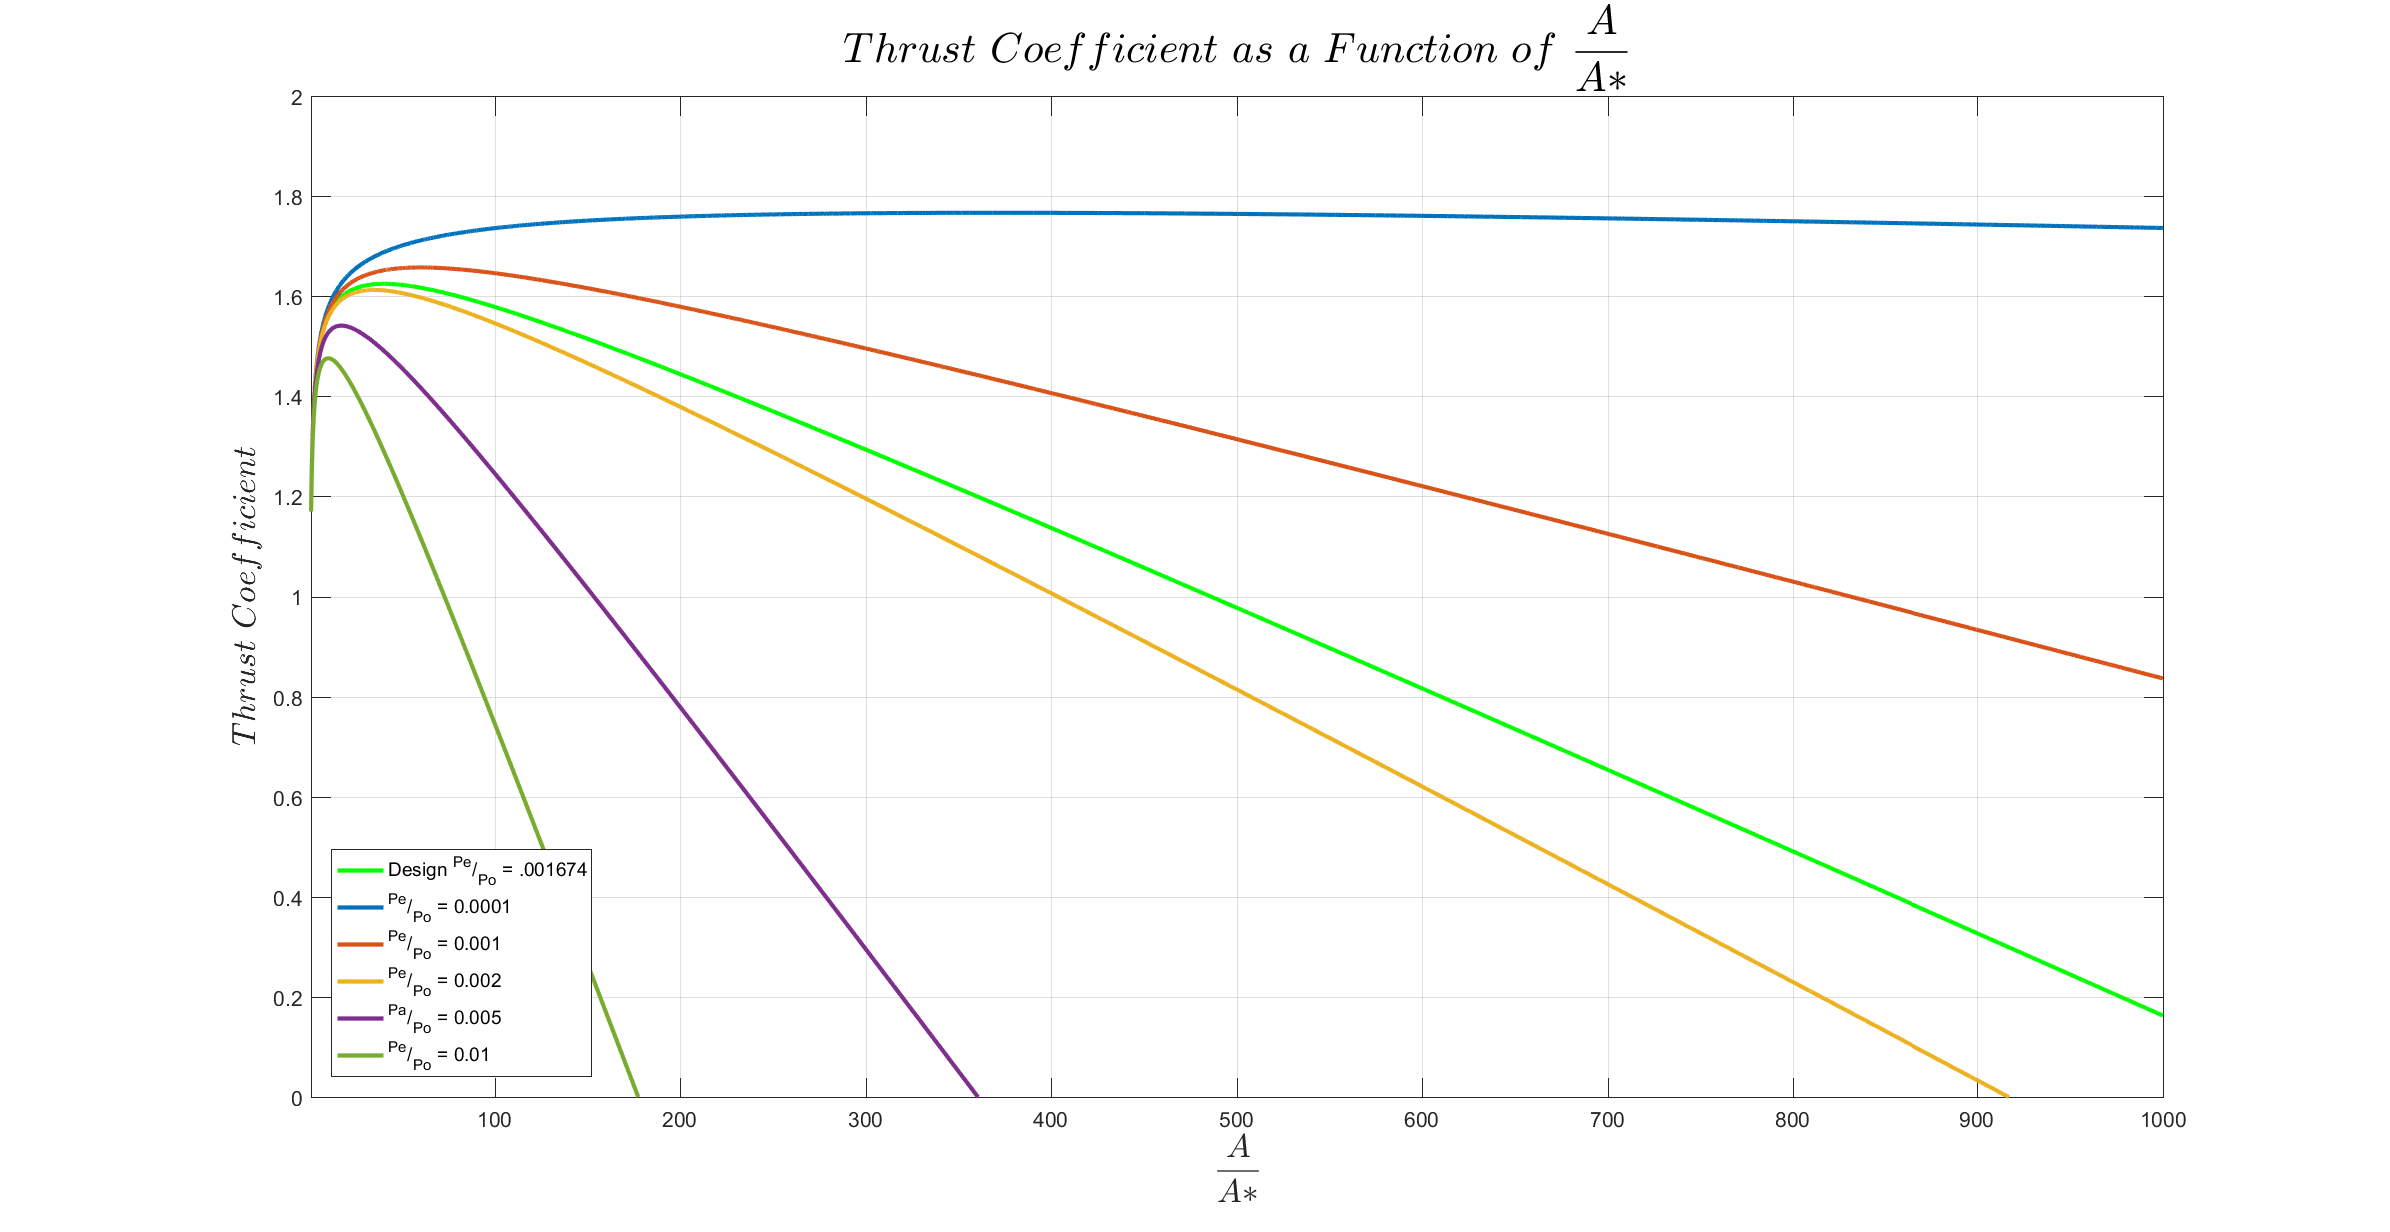 Thrust Coefficient as a Function of A/A*
Thrust Coefficient
2
1.8
1.6
1.4
1.2
1
0.8
0.6
0.4
0.2
0
Design Pe/Po = .001674
Pe/Po = 0.0001
Pe/Po = 0.001
Pe/Po = 0.002
Pa/Po = 0.005
Pe/Po = 0.01
100 200 300 400 500 600 700 800 900 1000
A/A*